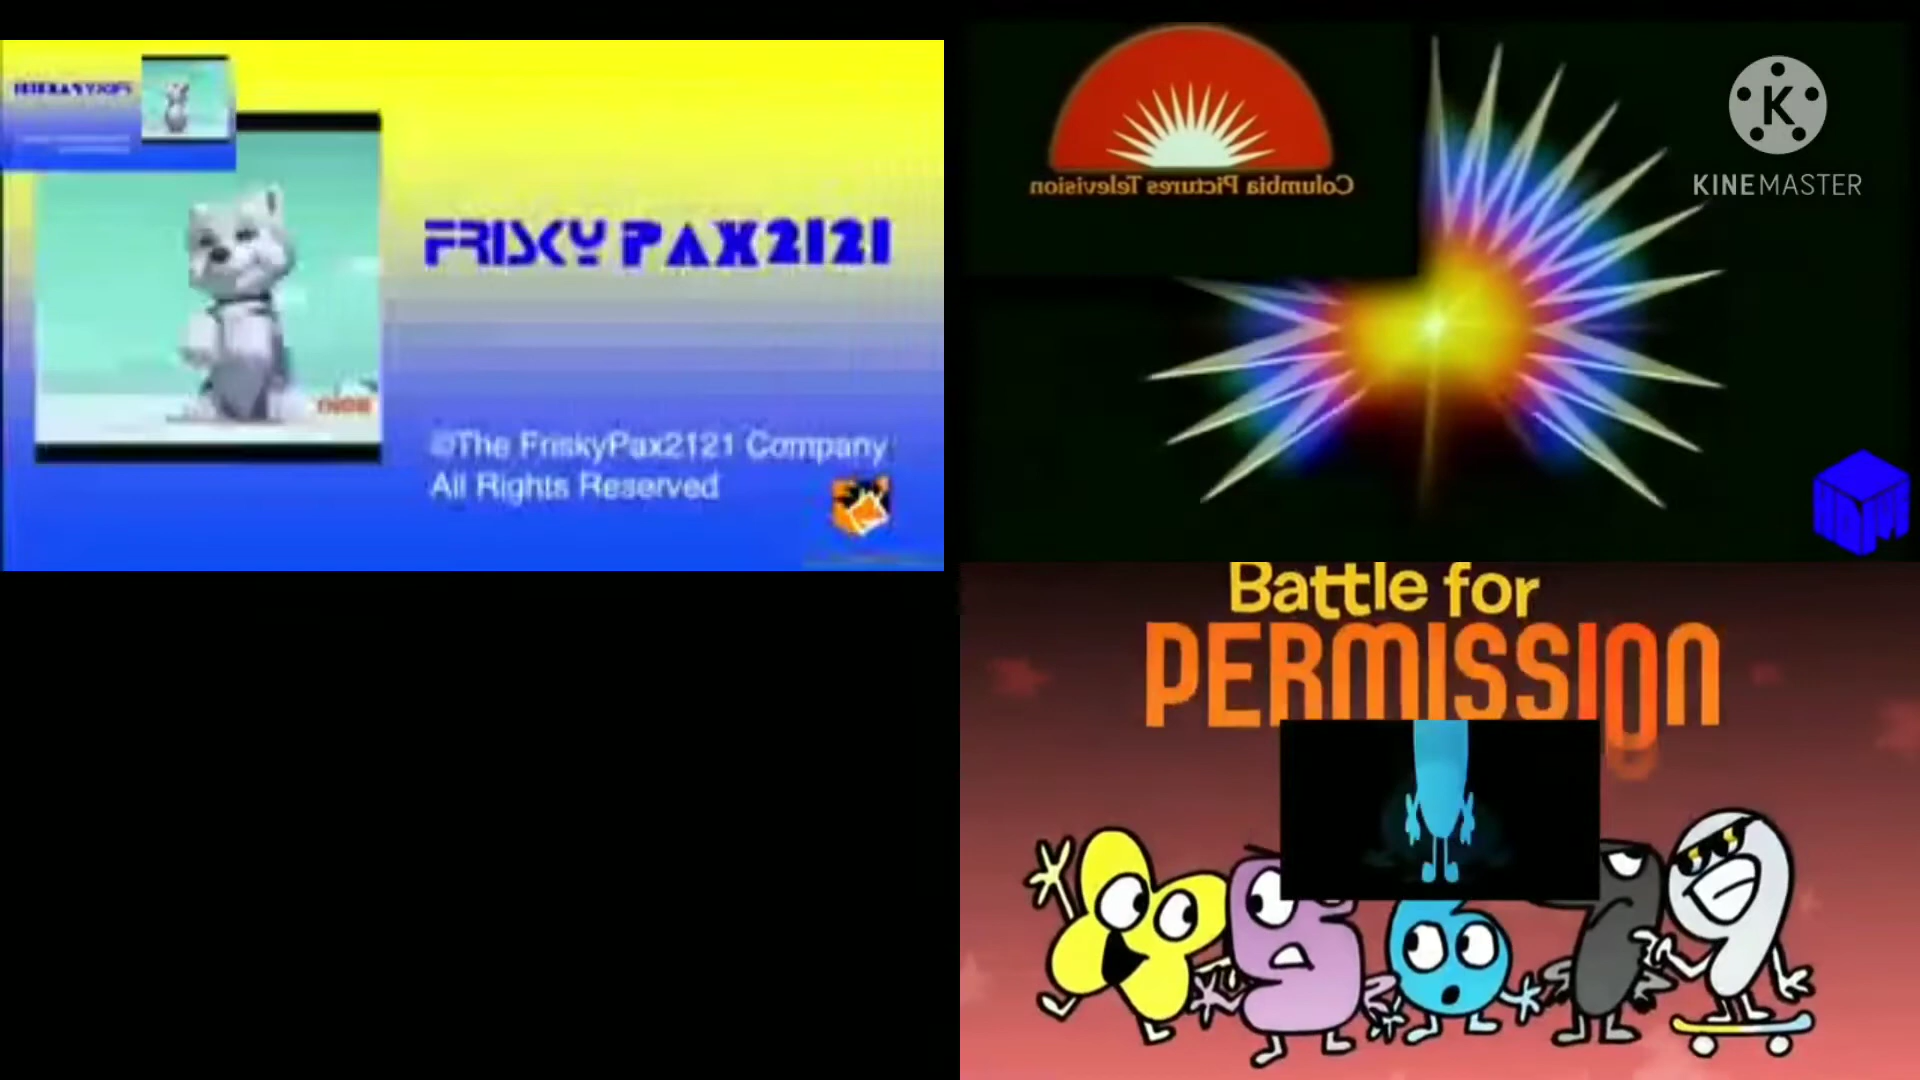 FRISKY PAX2121
©The FriskyPax2121 Company
All Rights Reserved
Columbia Pictures Television
K
KINEMASTER
Battle for
PERMISSION